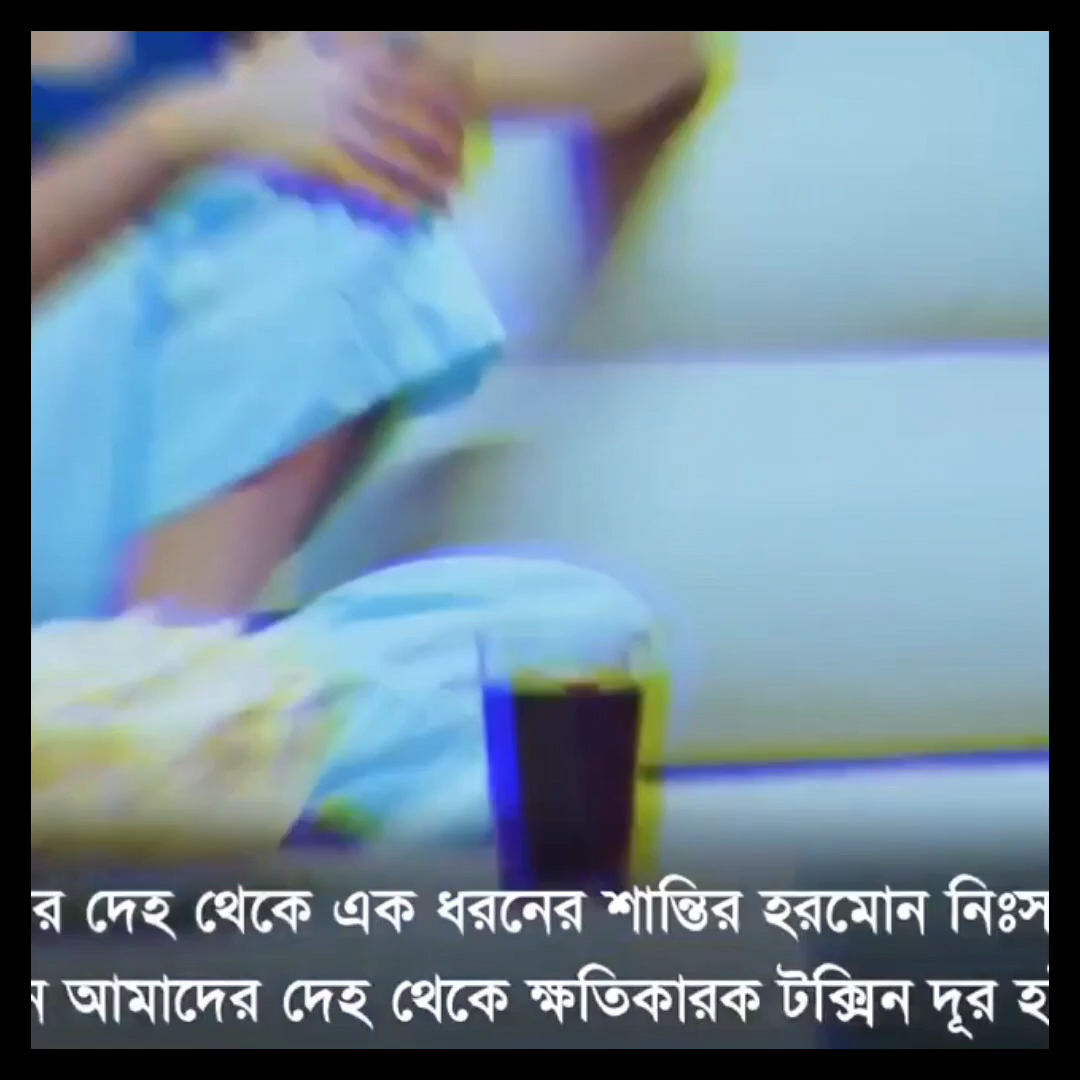 র দেহ থেকে এক ধরনের শান্তির হরমোন নিঃস
ন আমাদের দেহ থেকে ক্ষতিকারক টক্সিন দূর হ